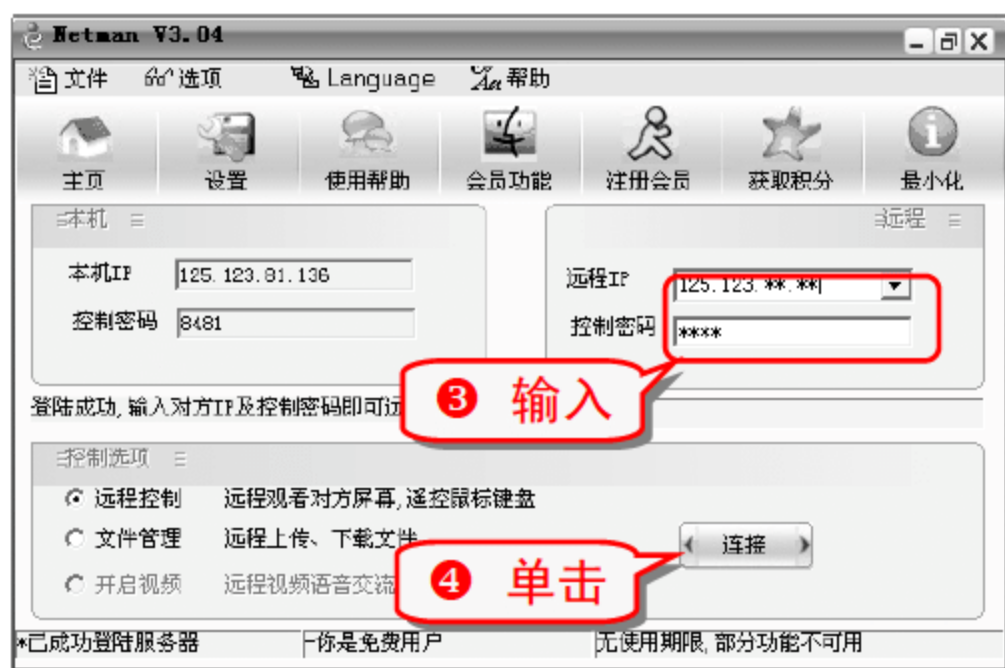 Netman V3.04
文件 选项 Language 帮助
主页 设置 使用帮助 会员功能 注册会员 获取积分 最小化
本机 远程
本机IP 125.123.81.136 远程IP 125.123.**.**
控制密码 8481 控制密码 ****
❸ 输入
登陆成功,输入对方IP及控制密码即可远
控制选项
远程控制 远程观看对方屏幕,遥控鼠标键盘
文件管理 远程上传、下载文件 连接
❹ 单击
开启视频 远程视频语音交流
*已成功登陆服务器 你是免费用户 无使用期限,部分功能不可用